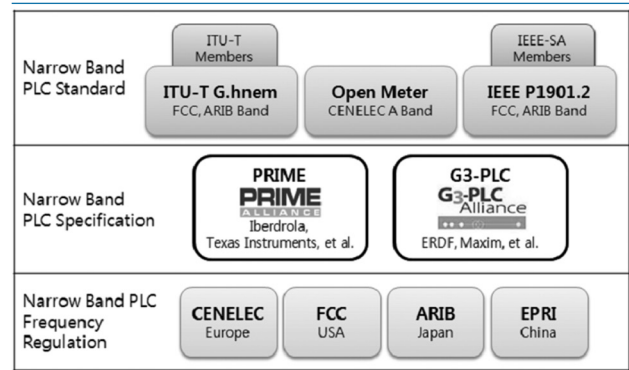 Narrow Band
PLC Standard
ITU-T
Members
ITU-T G.hnem
FCC, ARIB Band
Open Meter
CENELEC A Band
IEEE-SA
Members
IEEE P1901.2
FCC, ARIB Band
Narrow Band
PLC Specification
PRIME
PRIME
ALLIANCE
Iberdrola,
Texas Instruments, et al.
G3-PLC
G3-PLC
Alliance
ERDF, Maxim, et al.
Narrow Band PLC
Frequency
Regulation
CENELEC
Europe
FCC
USA
ARIB
Japan
EPRI
China